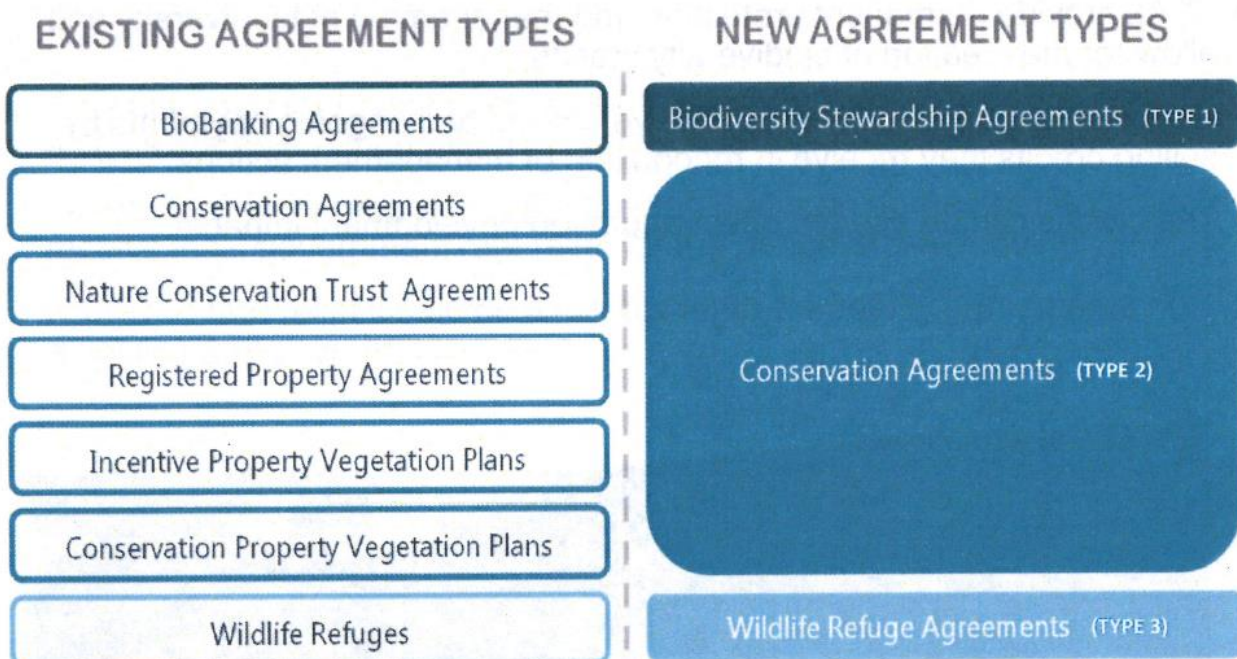 EXISTING AGREEMENT TYPES
BioBanking Agreements
Conservation Agreements
Nature Conservation Trust Agreements
Registered Property Agreements
Incentive Property Vegetation Plans
Conservation Property Vegetation Plans
Wildlife Refuges
NEW AGREEMENT TYPES
Biodiversity Stewardship Agreements (TYPE 1)
Conservation Agreements (TYPE 2)
Wildlife Refuge Agreements (TYPE 3)